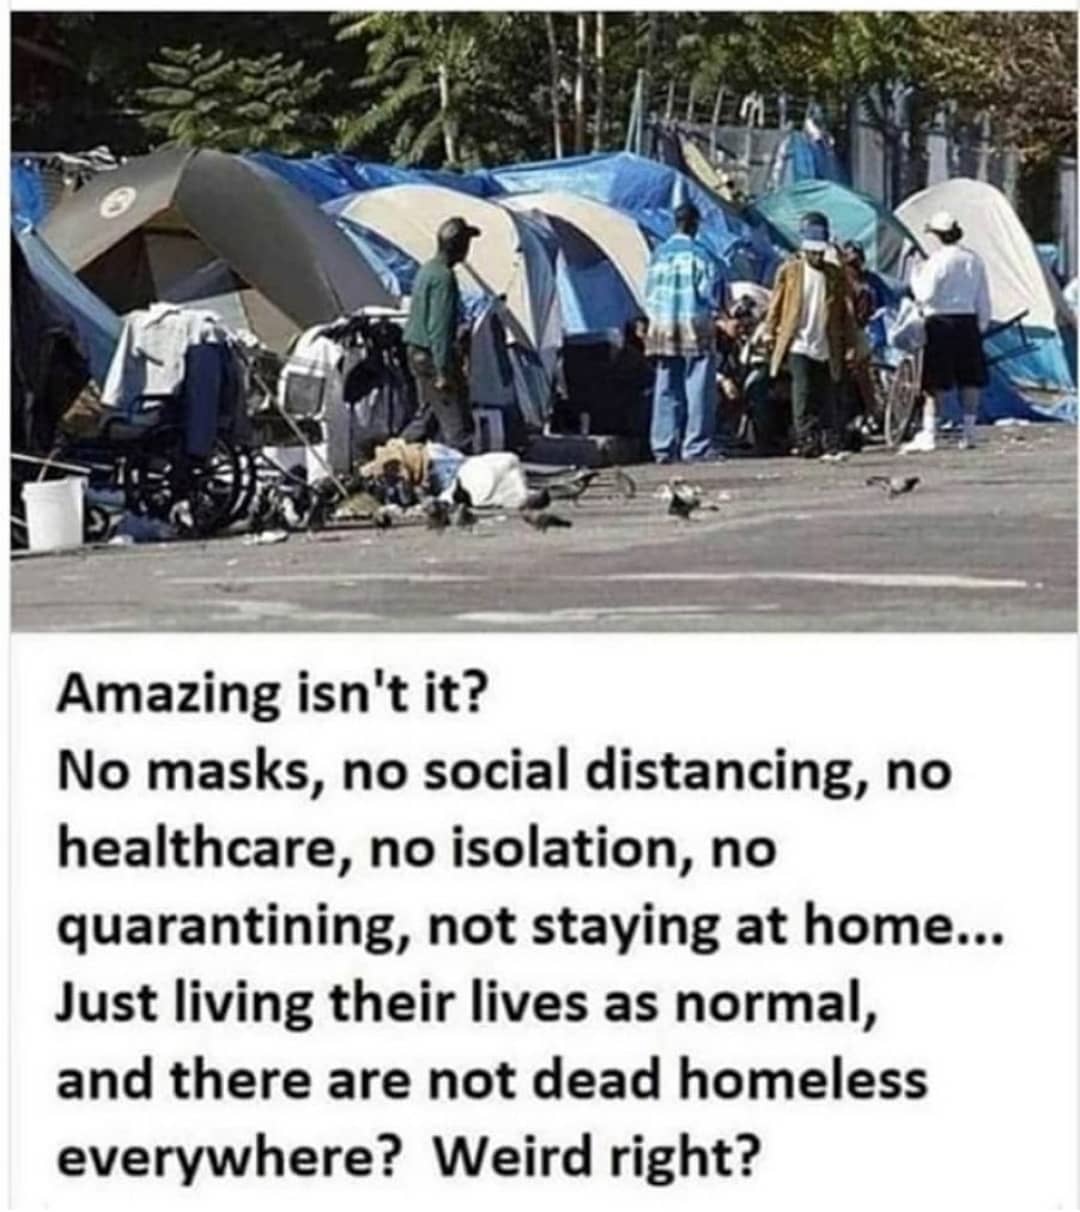 Amazing isn't it?
No masks, no social distancing, no
healthcare, no isolation, no
quarantining, not staying at home...
Just living their lives as normal,
and there are not dead homeless
everywhere?  Weird right?